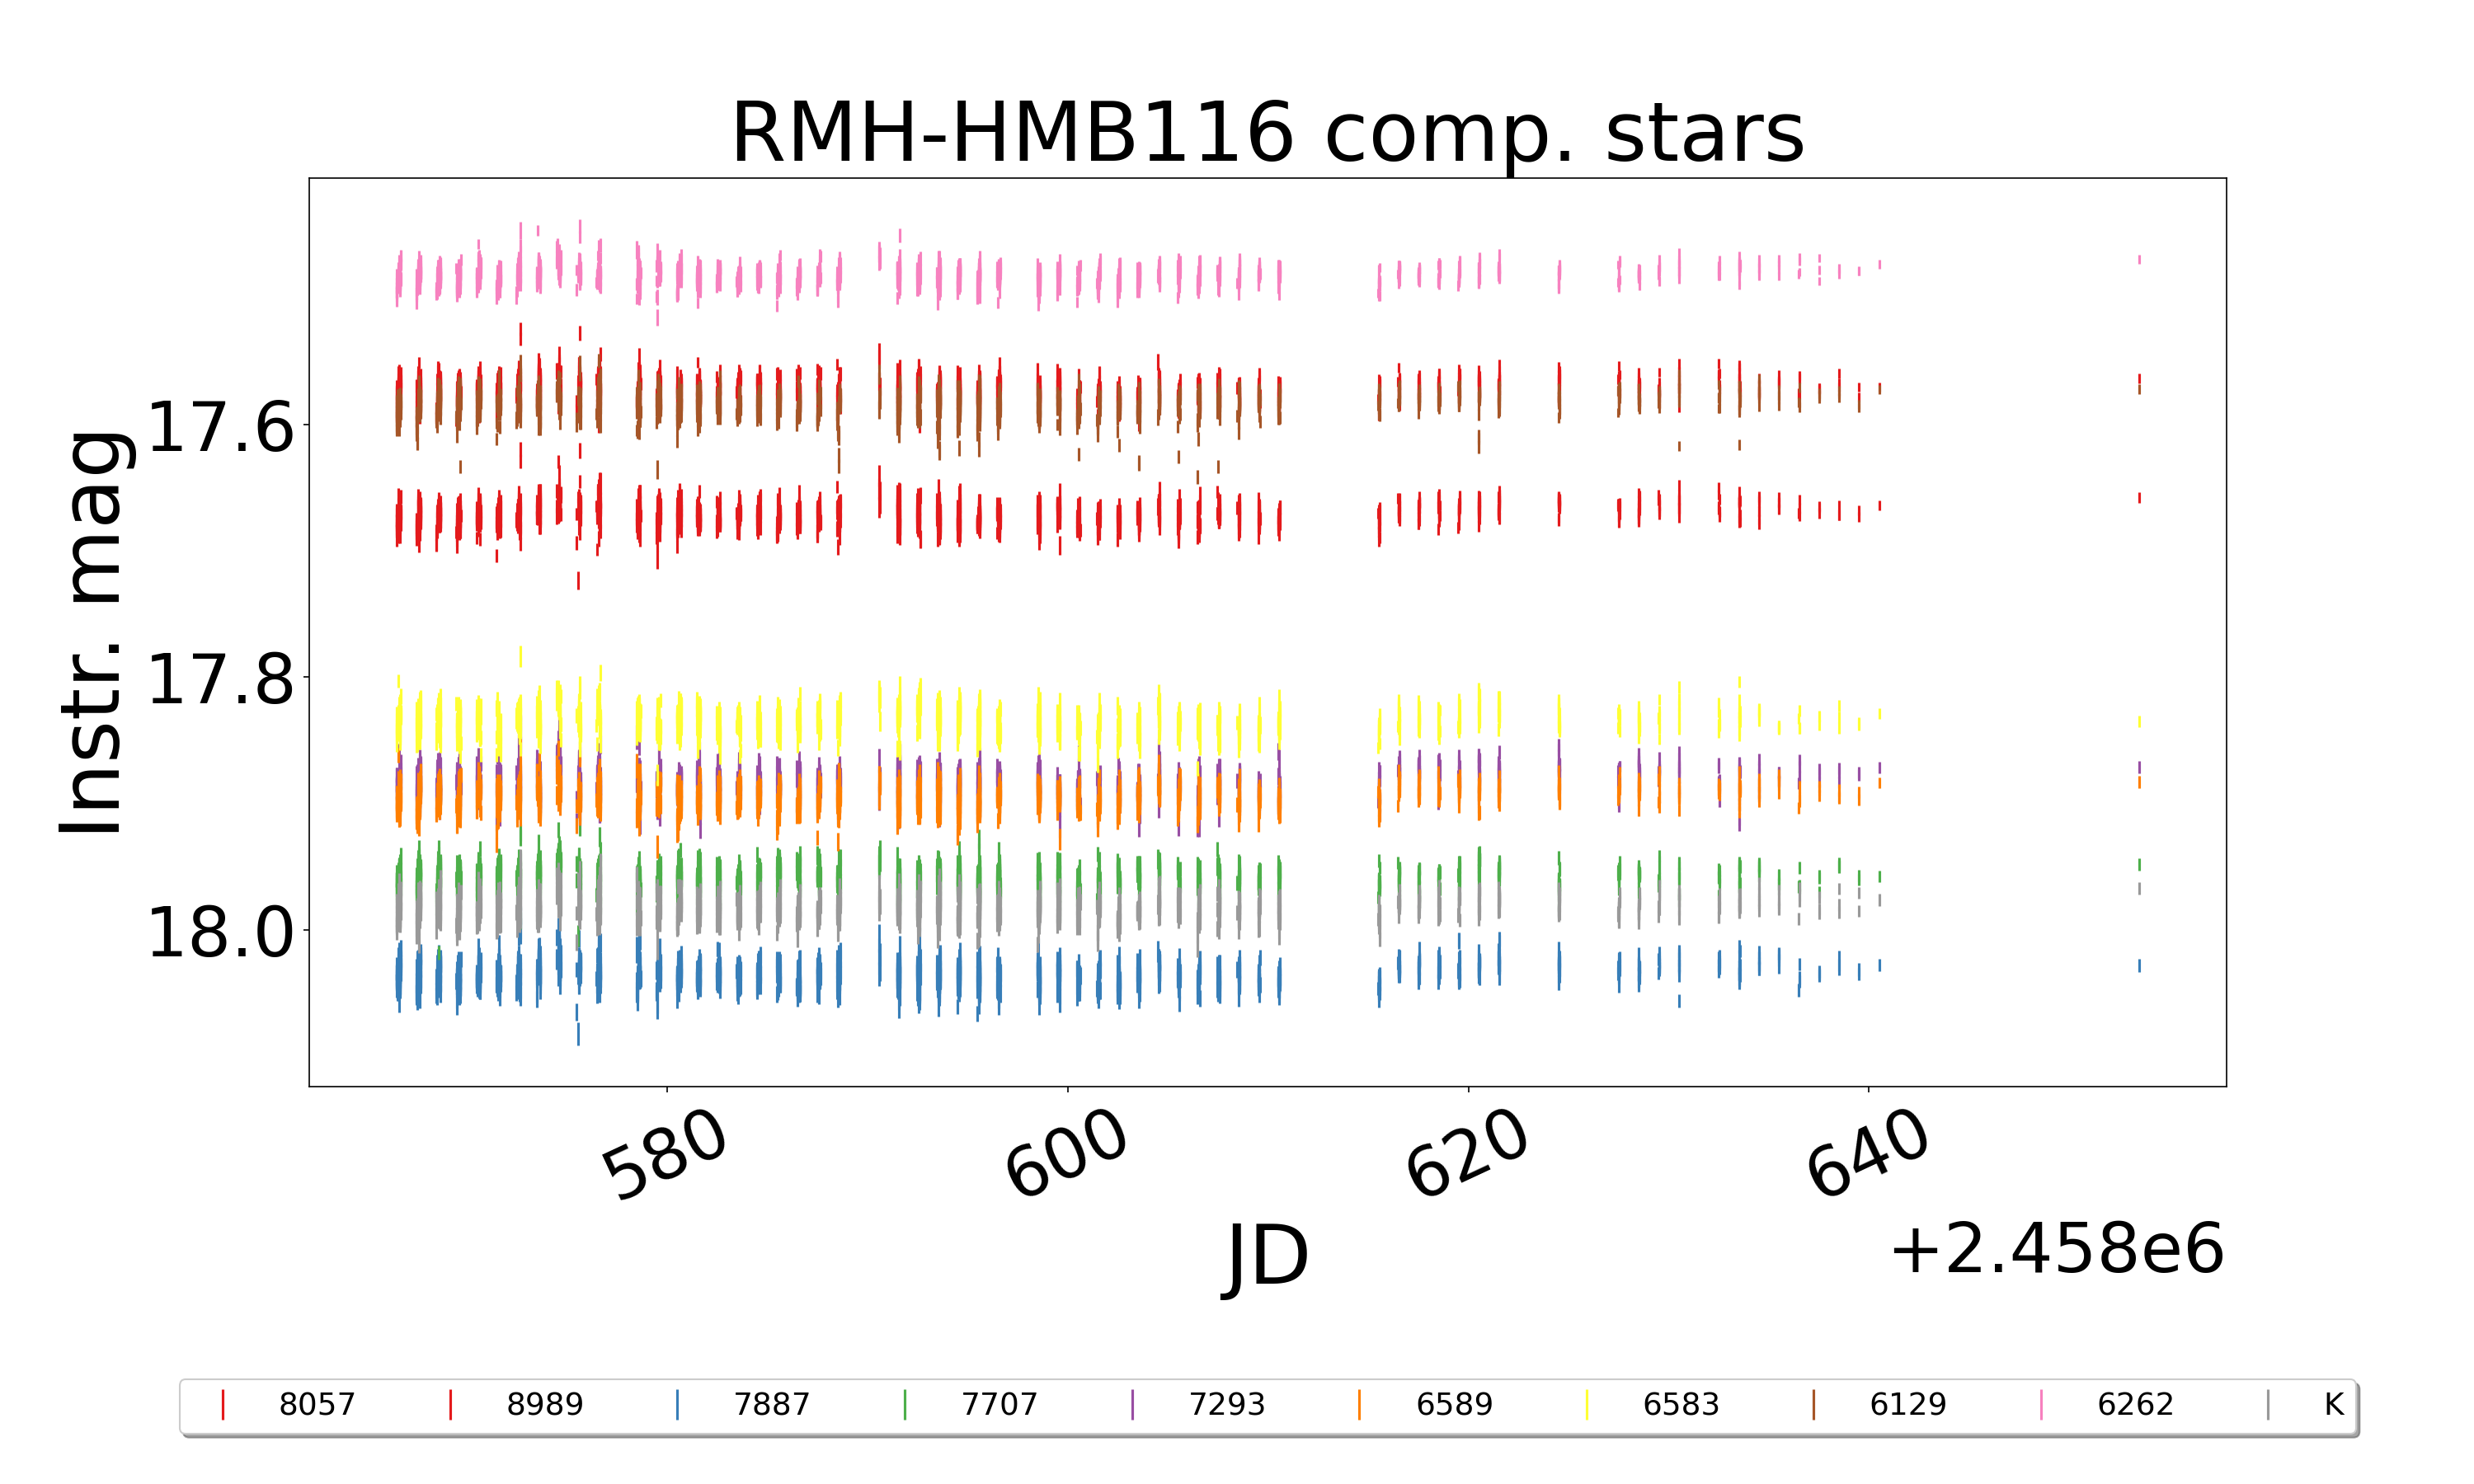 RMH-HMB116 comp. stars
Instr. mag
17.6
17.8
18.0
580 600 620 640
JD
+2.458e6
8057 8989 7887 7707 7293 6589 6583 6129 6262 K